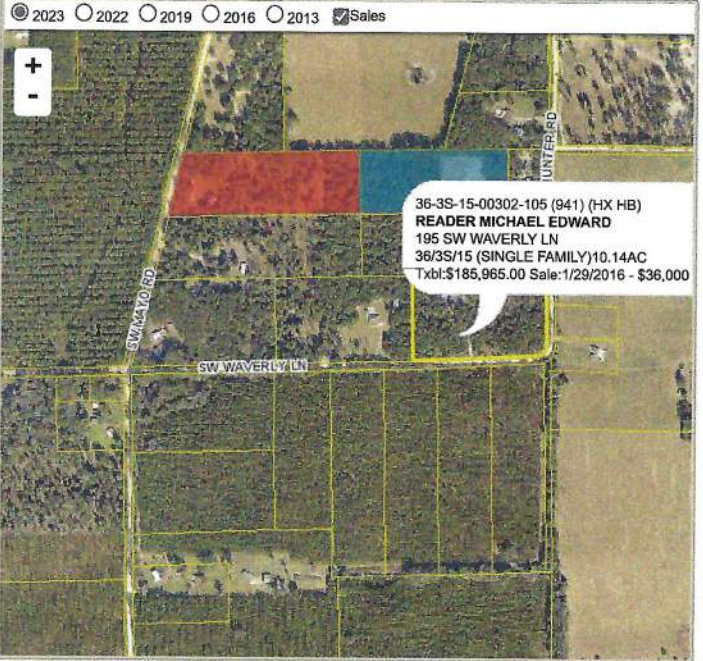 2023 2022 2019 2016 2013 Sales
+
-
UNTER RD
36-3S-15-00302-105 (941) (HX HB)
READER MICHAEL EDWARD
195 SW WAVERLY LN
36/3S/15 (SINGLE FAMILY)10.14AC
Txbl:$185,965.00 Sale:1/29/2016 - $36,000
SW MAYO RD
SW WAVERLY LN